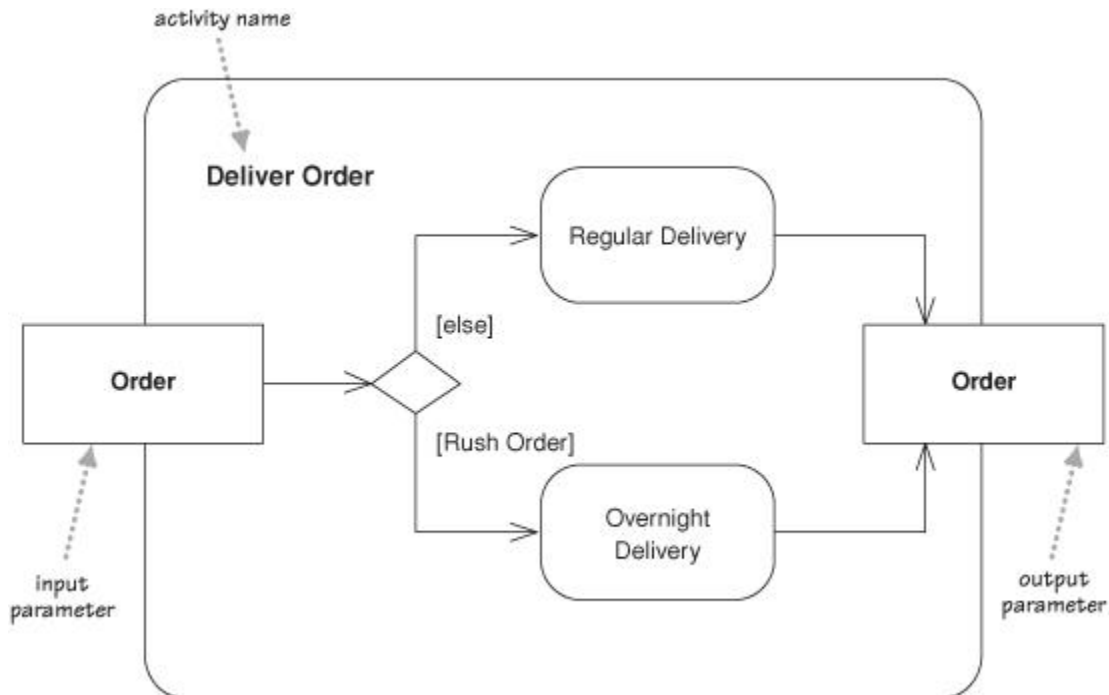 activity name
Deliver Order
Regular Delivery
[else]
Order
Order
[Rush Order]
Overnight
Delivery
input
parameter
output
parameter